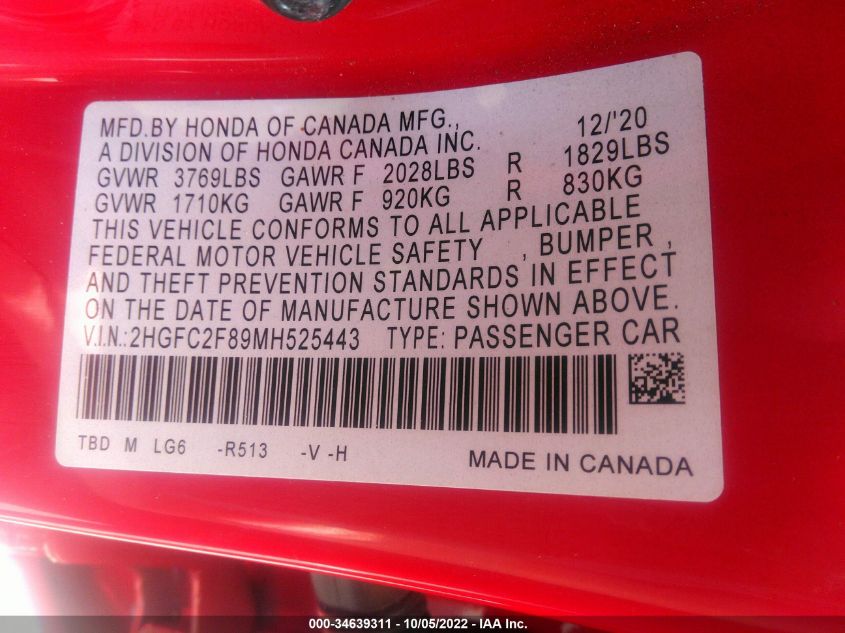 MFD.BY HONDA OF CANADA MFG., 12/'20
A DIVISION OF HONDA CANADA INC.
GVWR 3769LBS GAWR F 2028LBS R 1829LBS
GVWR 1710KG GAWR F 920KG R 830KG
THIS VEHICLE CONFORMS TO ALL APPLICABLE
FEDERAL MOTOR VEHICLE SAFETY , BUMPER ,
AND THEFT PREVENTION STANDARDS IN EFFECT
ON THE DATE OF MANUFACTURE SHOWN ABOVE.
V.I.N.:2HGFC2F89MH525443 TYPE: PASSENGER CAR
TBD M LG6 -R513 -V -H
MADE IN CANADA
000-34639311 - 10/05/2022 - IAA Inc.